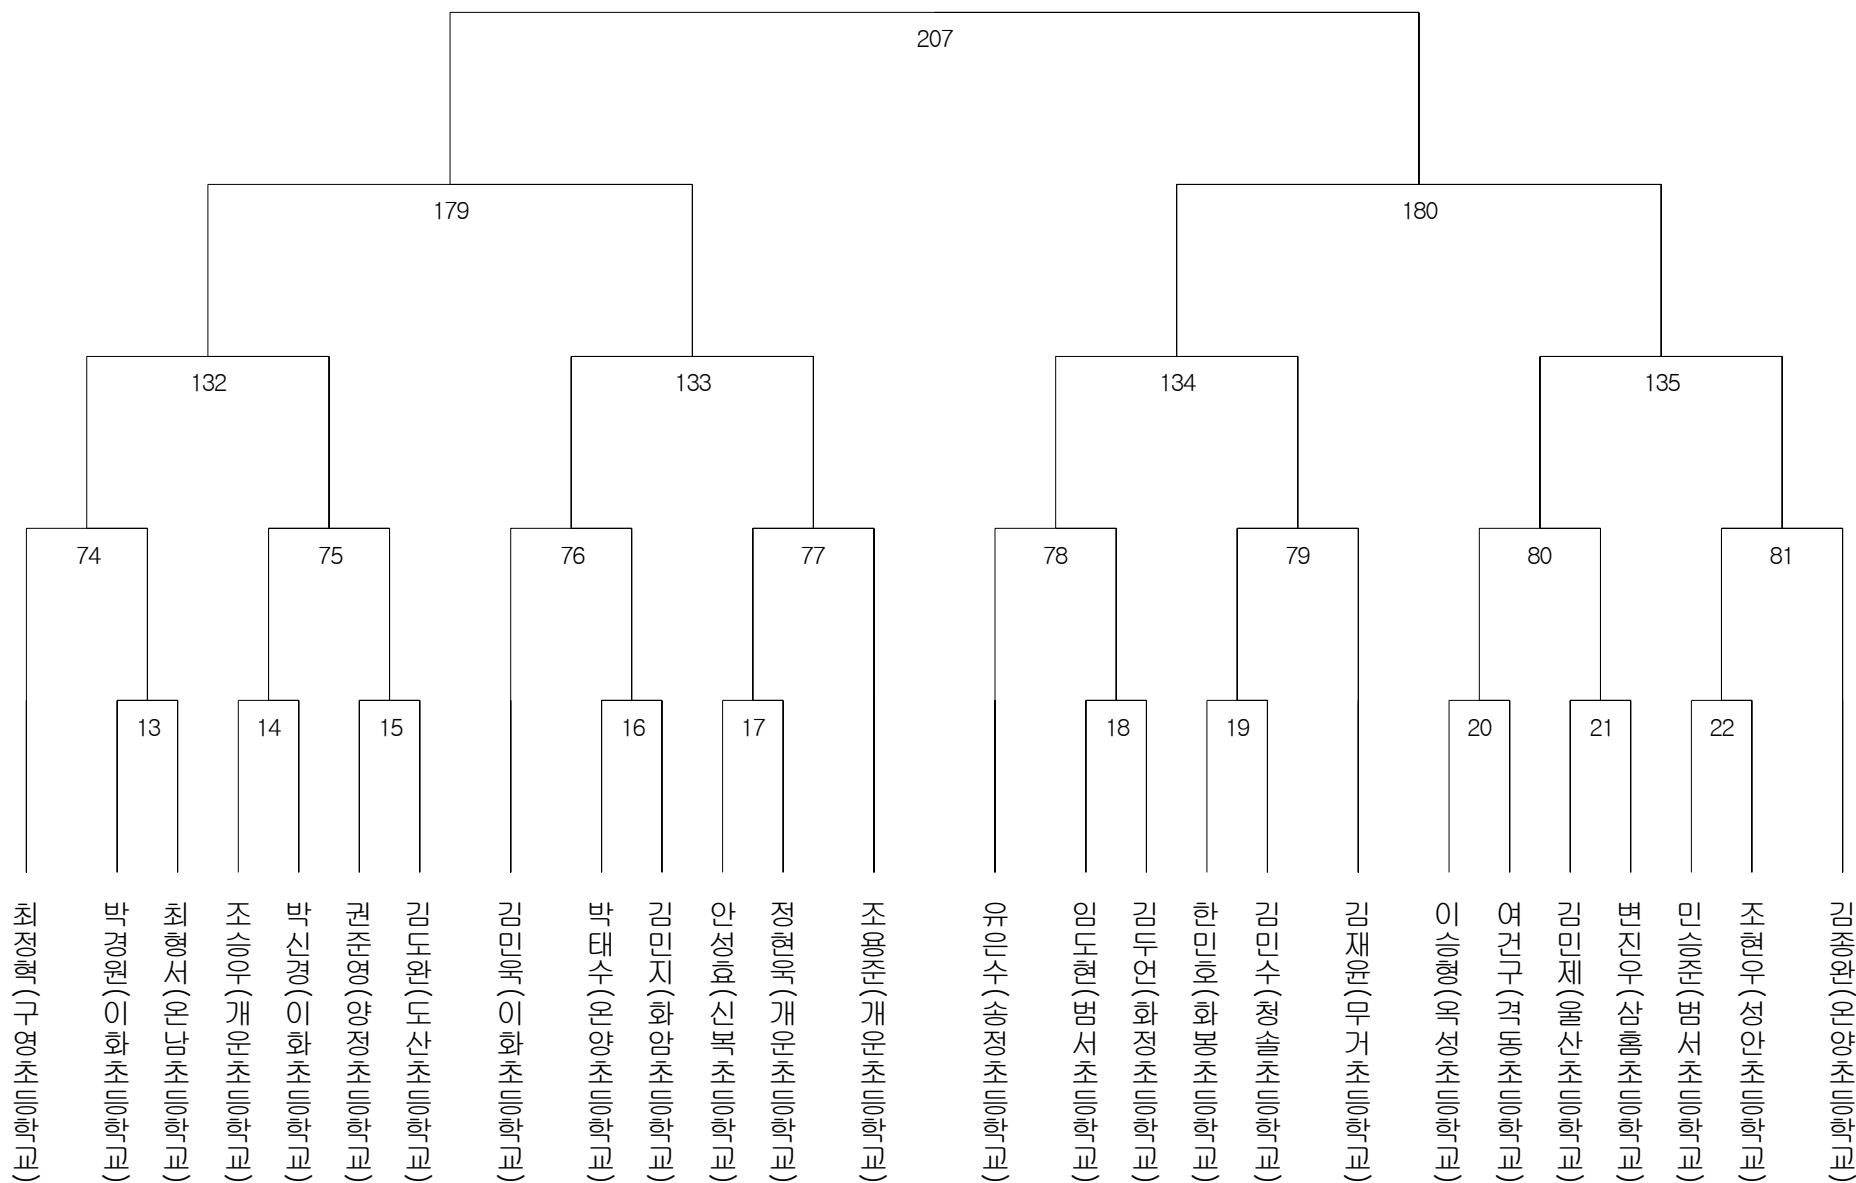 207
179
180
132
133
134
135
74
75
76
77
78
79
80
81
13
14
15
16
17
18
19
20
21
22
최정혁(구영초등학교)
박경원(이화초등학교)
최형서(온남초등학교)
조승우(개운초등학교)
박신경(이화초등학교)
권준영(양정초등학교)
김도완(도산초등학교)
김민욱(이화초등학교)
박태수(온양초등학교)
김민지(화암초등학교)
안성효(신복초등학교)
정현욱(개운초등학교)
조용준(개운초등학교)
유은수(송정초등학교)
임도현(범서초등학교)
김두언(화정초등학교)
한민호(화봉초등학교)
김민수(청솔초등학교)
김재윤(무거초등학교)
이승형(옥성초등학교)
여건구(격동초등학교)
김민제(울산초등학교)
변진우(삼홈초등학교)
민승준(범서초등학교)
조현우(성안초등학교)
김종완(온양초등학교)